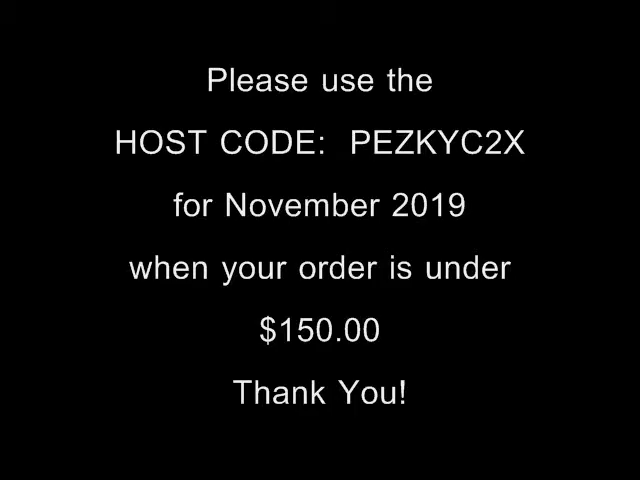 Please use the
HOST CODE:  PEZKYC2X
for November 2019
when your order is under
$150.00
Thank You!